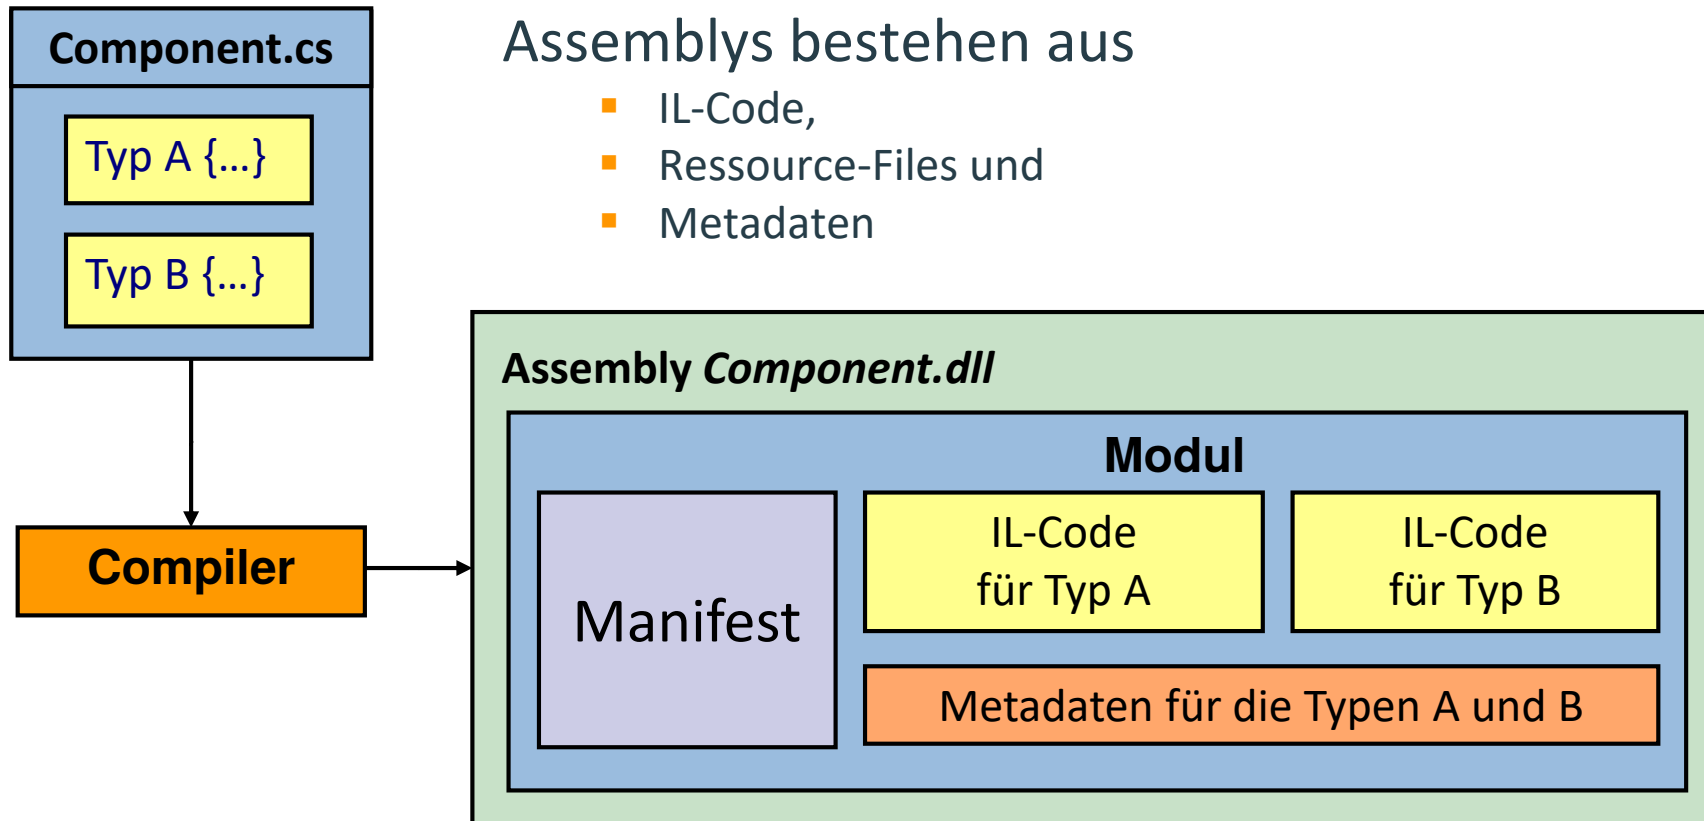 Component.cs
Typ A {…}
Typ B {…}
Compiler
Assemblys bestehen aus
IL-Code,
Ressource-Files und
Metadaten
Assembly Component.dll
Modul
Manifest
IL-Code
für Typ A
IL-Code
für Typ B
Metadaten für die Typen A und B